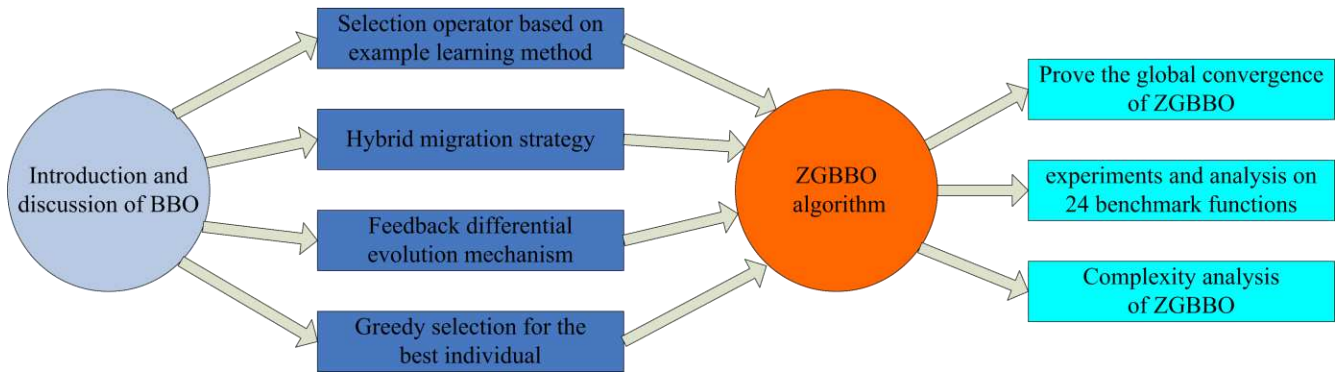 Introduction and
discussion of BBO
Selection operator based on
example learning method
Hybrid migration strategy
Feedback differential
evolution mechanism
Greedy selection for the
best individual
ZGBBO
algorithm
Prove the global convergence
of ZGBBO
experiments and analysis on
24 benchmark functions
Complexity analysis
of ZGBBO